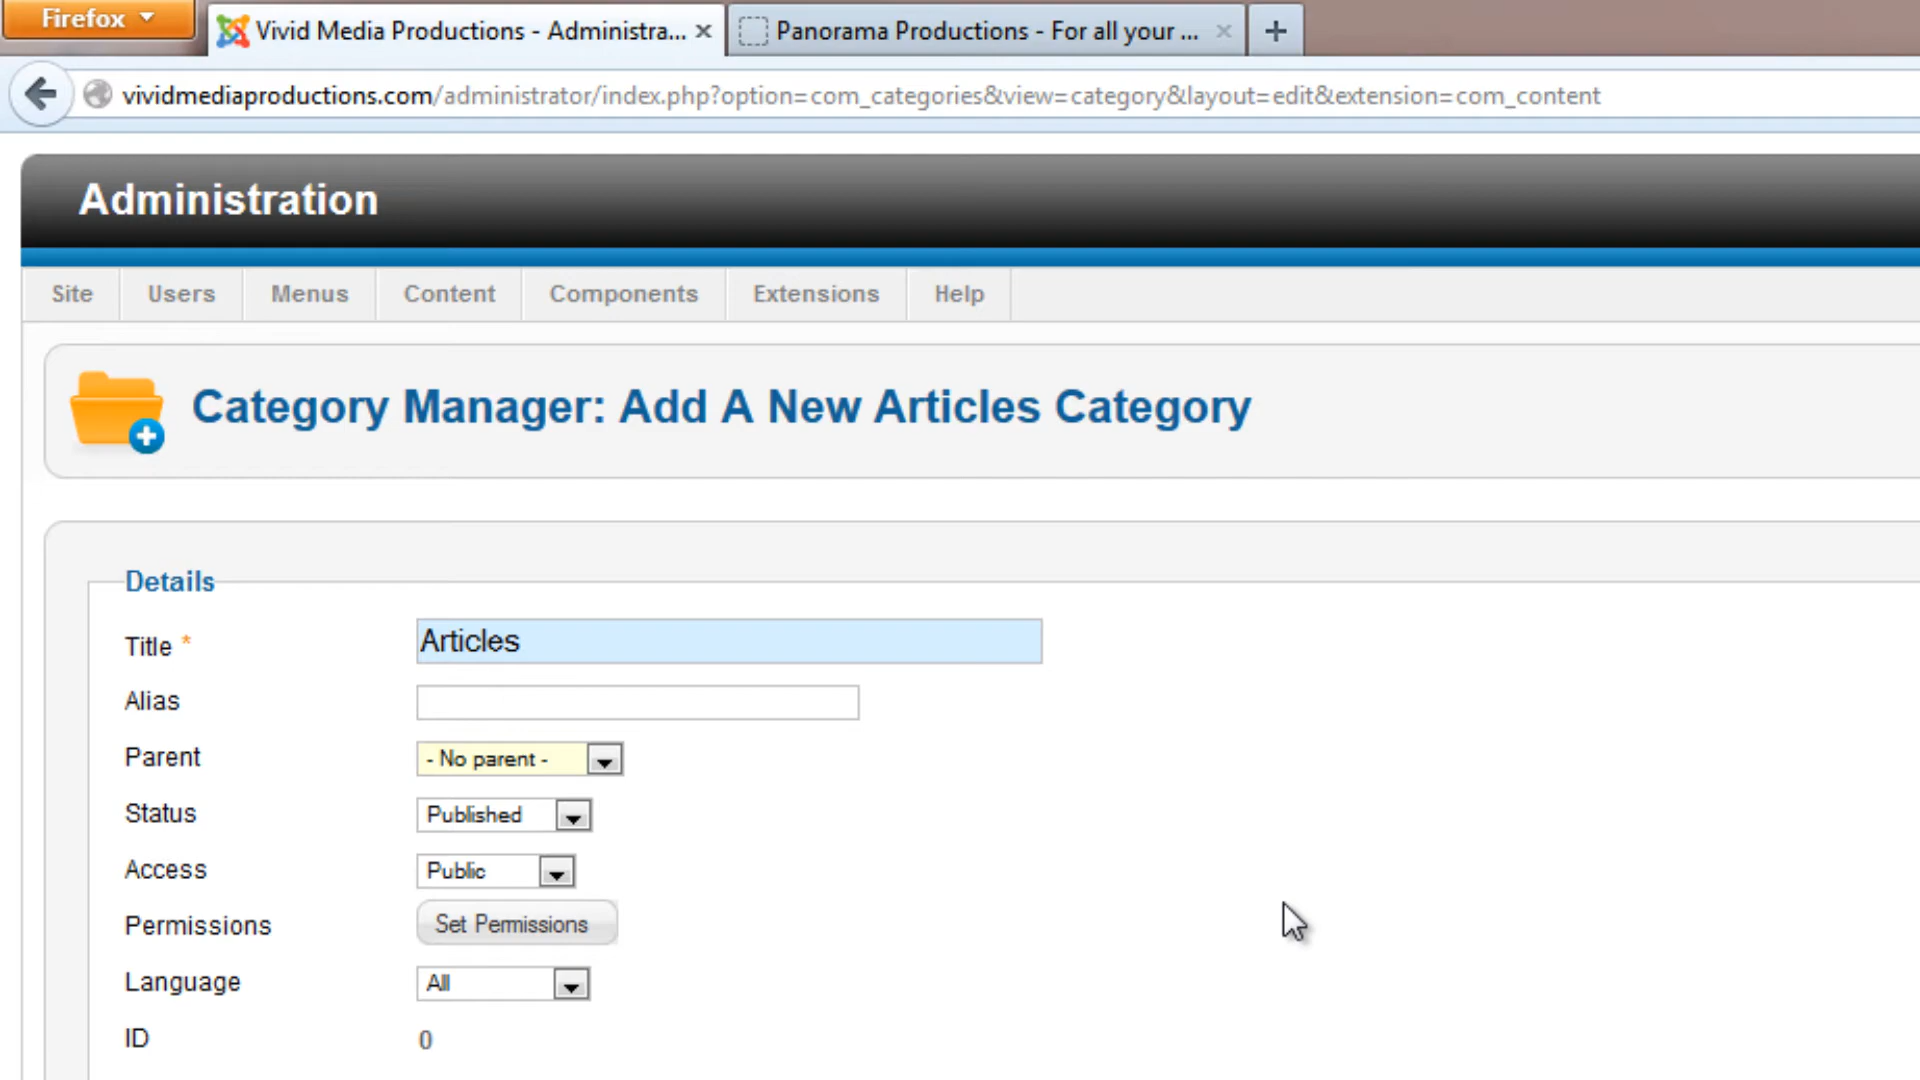 Firefox
Vivid Media Productions - Administra...
Panorama Productions - For all your ...
vividmediaproductions.com/administrator/index.php?option=com_categories&view=category&layout=edit&extension=com_content
Administration
Site Users Menus Content Components Extensions Help
Category Manager: Add A New Articles Category
Details
Title * Articles
Alias
Parent - No parent -
Status Published
Access Public
Permissions Set Permissions
Language All
ID 0